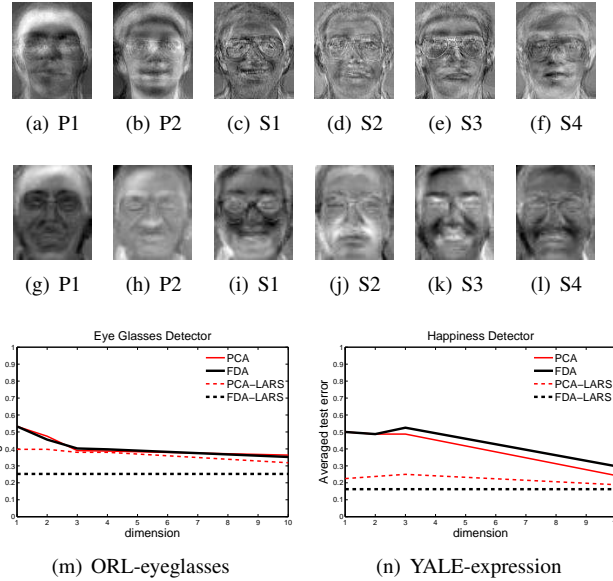 (a) P1 (b) P2 (c) S1 (d) S2 (e) S3 (f) S4
(g) P1 (h) P2 (i) S1 (j) S2 (k) S3 (l) S4
Eye Glasses Detector
1
0.9
0.8
0.7
0.6
0.5
0.4
0.3
0.2
0.1
0
PCA
FDA
PCA−LARS
FDA−LARS
1 2 3 4 5 6 7 8 9 10
dimension
(m) ORL-eyeglasses
Happiness Detector
Averaged test error
1
0.9
0.8
0.7
0.6
0.5
0.4
0.3
0.2
0.1
0
PCA
FDA
PCA−LARS
FDA−LARS
1 2 3 4 5 6 7 8 9
dimension
(n) YALE-expression